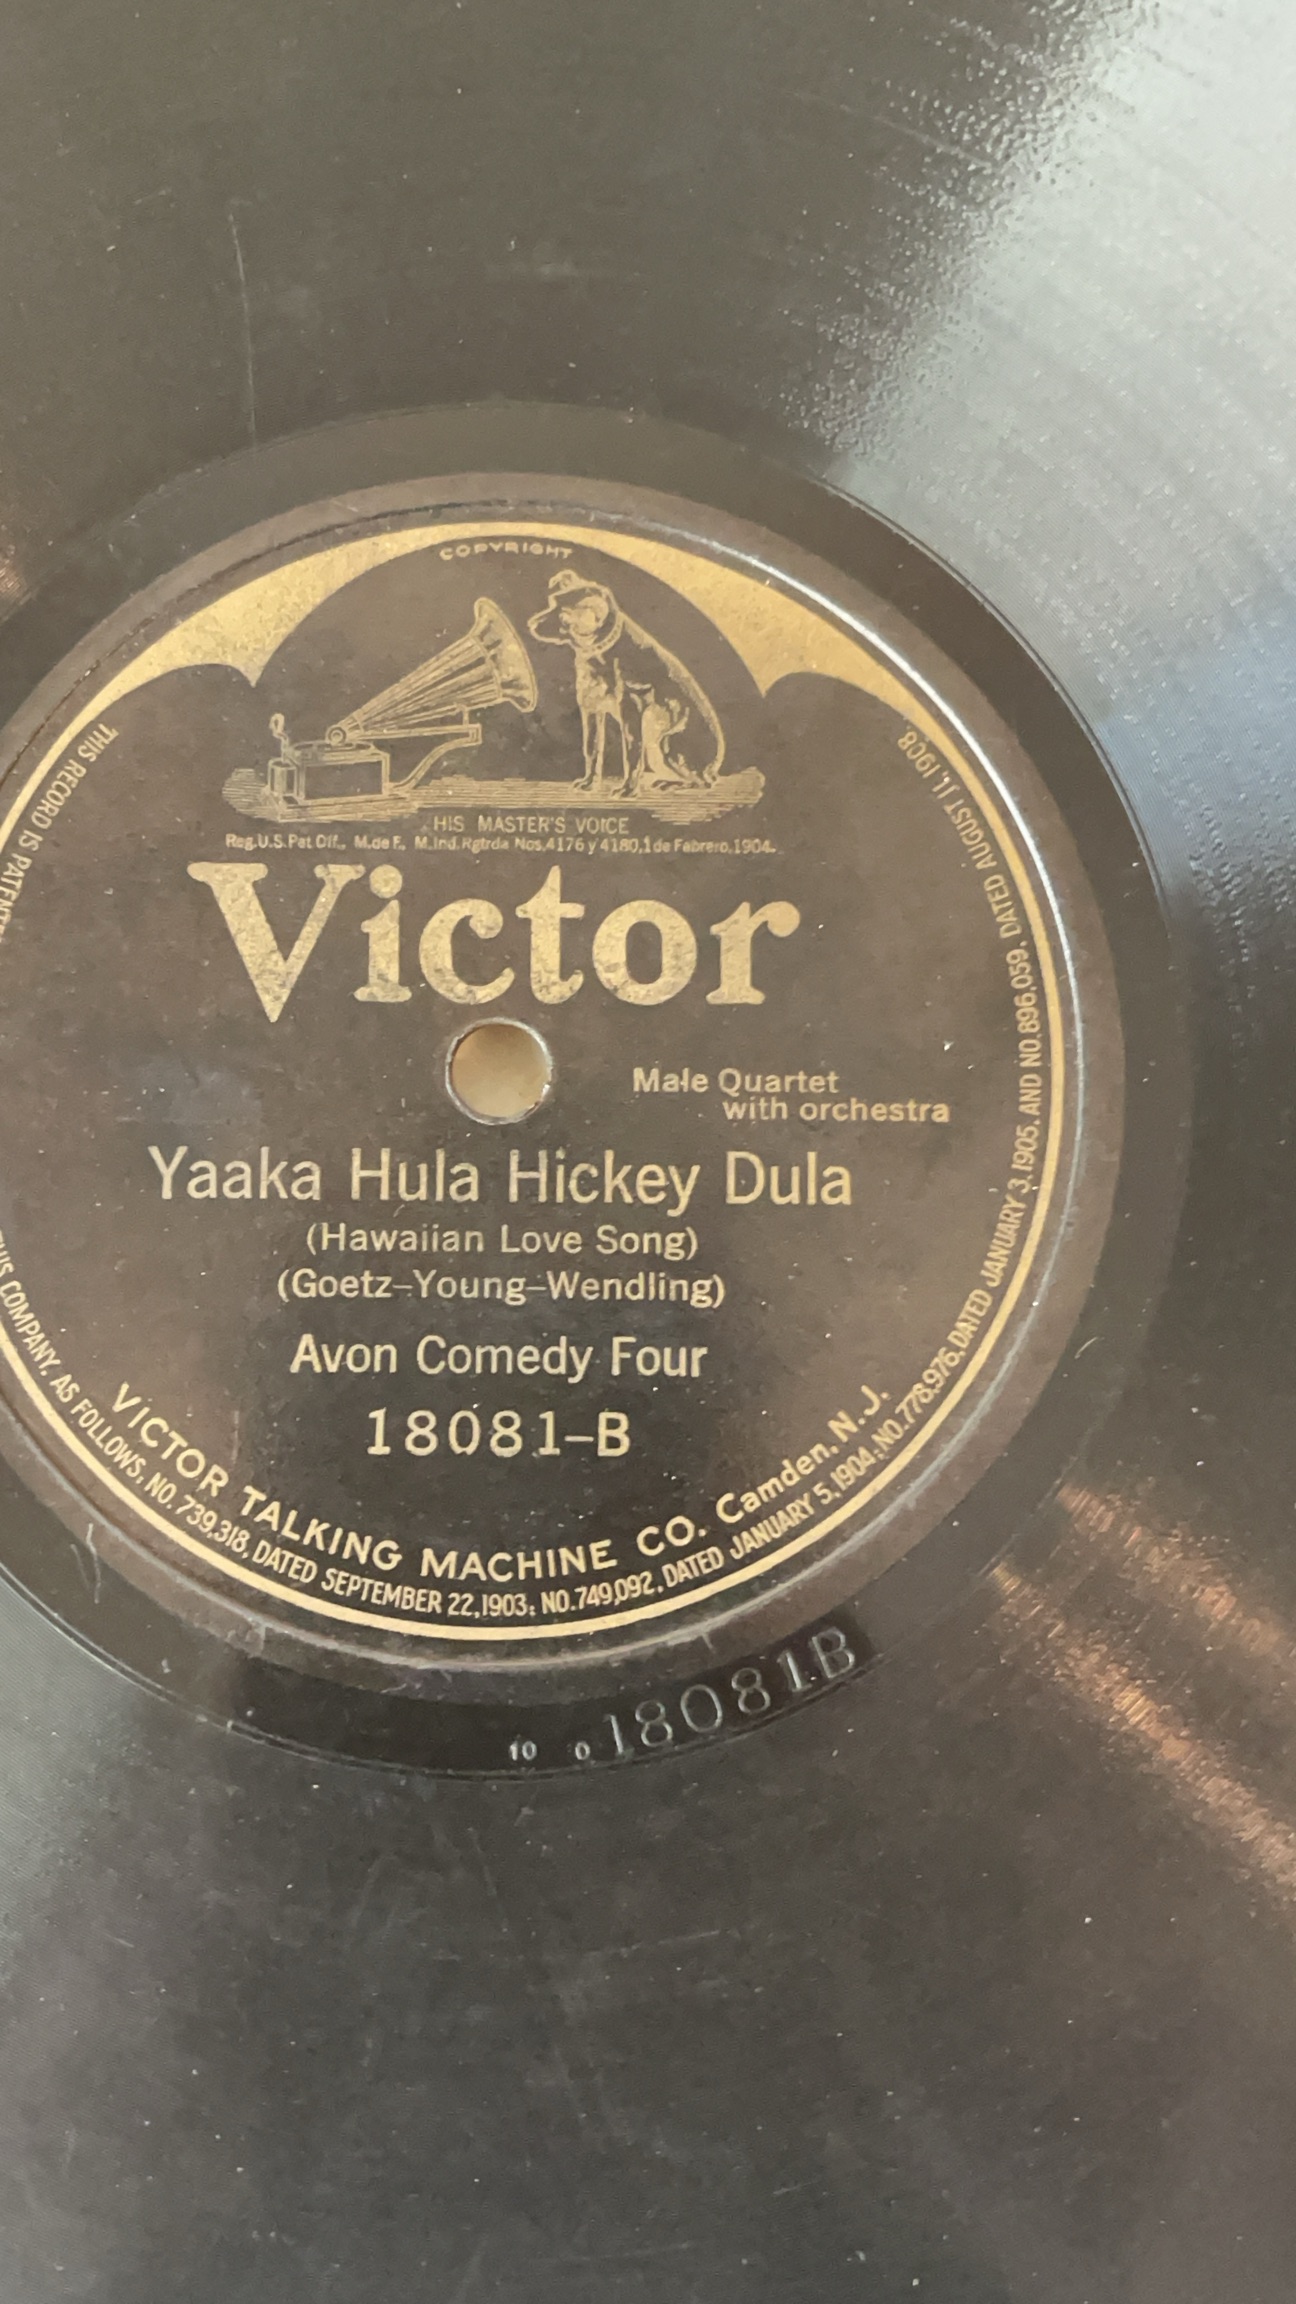 COPYRIGHT
HIS MASTER'S VOICE
Reg.U.S.Pat.Off., M.de F., M.Ind.Rgtrda Nos.4176 y 4180,1 de Febrero,1904.
Victor
Male Quartet
with orchestra
Yaaka Hula Hickey Dula
(Hawaiian Love Song)
(Goetz–Young–Wendling)
Avon Comedy Four
18081–B
VICTOR TALKING MACHINE CO. Camden, N.J.
THIS RECORD IS
COMPANY, AS FOLLOWS; NO. 739,318, DATED SEPTEMBER 22,1903; NO.749,092, DATED JANUARY 5,1904; NO.778,976, DATED JANUARY 3,1905. AND NO.896,059, DATED AUGUST 11,1908.
10 0 18081B